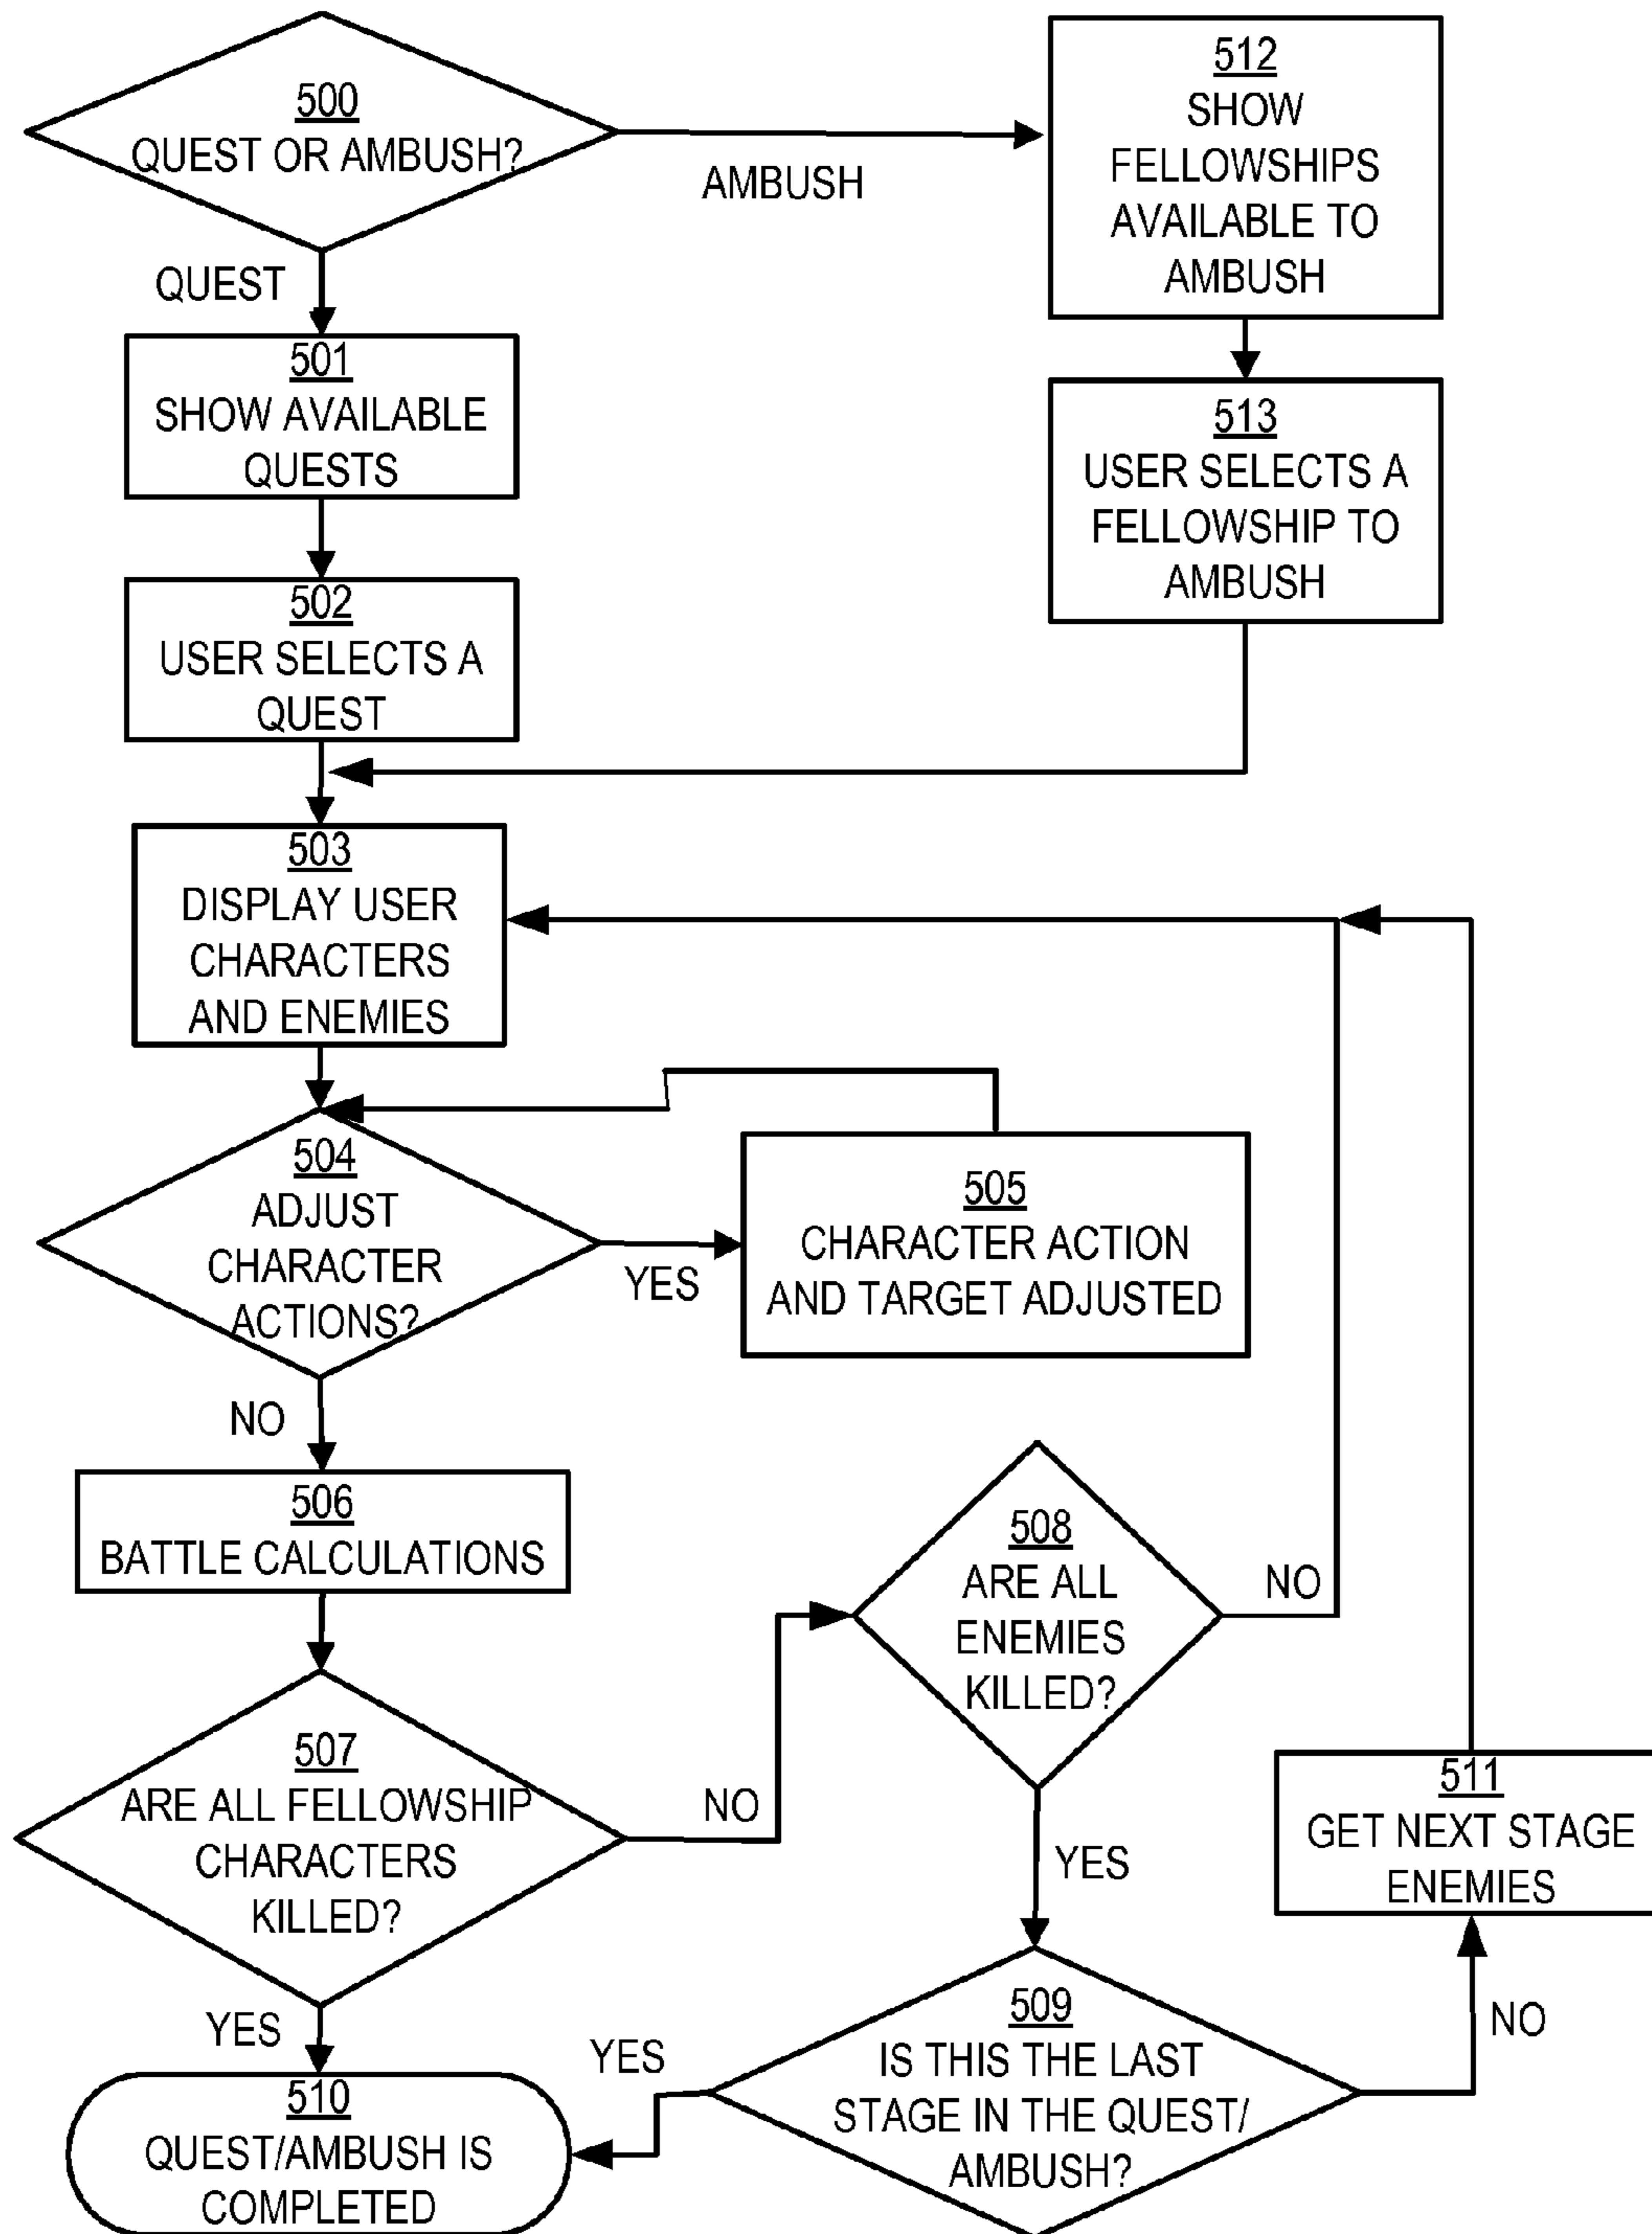 500
QUEST OR AMBUSH?
AMBUSH
QUEST
512
SHOW
FELLOWSHIPS
AVAILABLE TO
AMBUSH
501
SHOW AVAILABLE
QUESTS
513
USER SELECTS A
FELLOWSHIP TO
AMBUSH
502
USER SELECTS A
QUEST
503
DISPLAY USER
CHARACTERS
AND ENEMIES
504
ADJUST
CHARACTER
ACTIONS?
YES
505
CHARACTER ACTION
AND TARGET ADJUSTED
NO
506
BATTLE CALCULATIONS
507
ARE ALL FELLOWSHIP
CHARACTERS
KILLED?
NO
508
ARE ALL
ENEMIES
KILLED?
NO
YES
511
GET NEXT STAGE
ENEMIES
YES
509
IS THIS THE LAST
STAGE IN THE QUEST/
AMBUSH?
NO
YES
510
QUEST/AMBUSH IS
COMPLETED